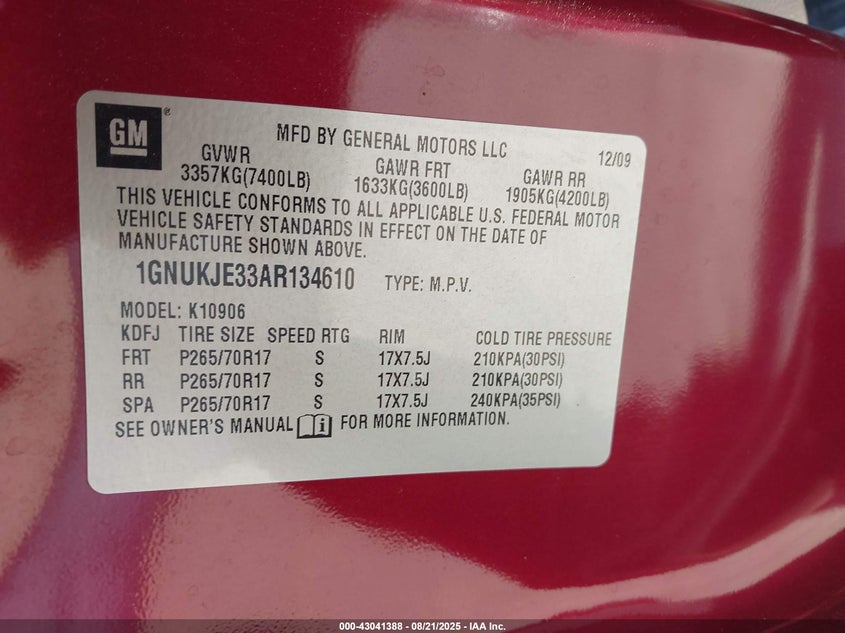 GM®
MFD BY GENERAL MOTORS LLC 12/09
GVWR GAWR FRT GAWR RR
3357KG(7400LB) 1633KG(3600LB) 1905KG(4200LB)
THIS VEHICLE CONFORMS TO ALL APPLICABLE U.S. FEDERAL MOTOR
VEHICLE SAFETY STANDARDS IN EFFECT ON THE DATE OF
MANUFACTURE SHOWN ABOVE.
1GNUKJE33AR134610 TYPE: M.P.V.
MODEL: K10906
KDFJ TIRE SIZE SPEED RTG RIM COLD TIRE PRESSURE
FRT P265/70R17 S 17X7.5J 210KPA(30PSI)
RR P265/70R17 S 17X7.5J 210KPA(30PSI)
SPA P265/70R17 S 17X7.5J 240KPA(35PSI)
SEE OWNER'S MANUAL i FOR MORE INFORMATION.
000-43041388 - 08/21/2025 - IAA Inc.